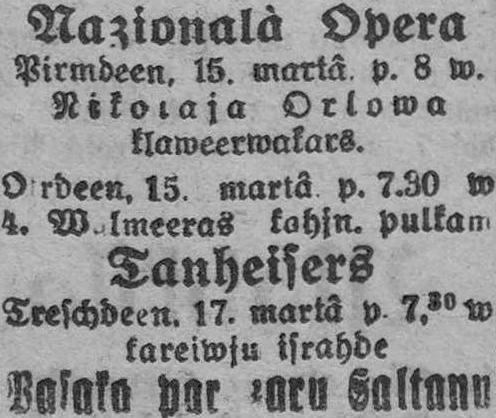 Nazionalà Opera
Pirmdeen, 15. martâ. p. 8 w.
Nikolaja Orlowa
klaweerwakars.
Otrdeen, 15. martâ p. 7.30 w
4. Walmeeras kahjn. pulkam
Tanheisers
Treschdeen, 17. martâ p. 7,30 w
kareiwju israhde
Pasaka par zaru Saltanu